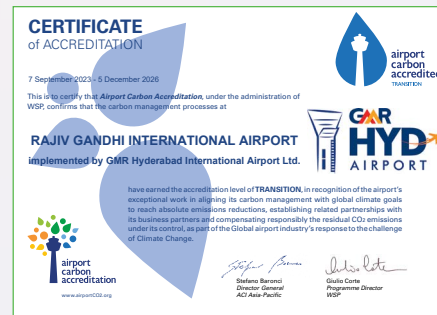 CERTIFICATE
of ACCREDITATION
airport
carbon
accredited
TRANSITION
7 September 2023 - 5 December 2026
This is to certify that Airport Carbon Accreditation, under the administration of
WSP, confirms that the carbon management processes at
GMR
HYD
AIRPORT
RAJIV GANDHI INTERNATIONAL AIRPORT
implemented by GMR Hyderabad International Airport Ltd.
have earned the accreditation level of TRANSITION, in recognition of the airport's
exceptional work in aligning its carbon management with global climate goals
to reach absolute emissions reductions, establishing related partnerships with
its business partners and compensating responsibly the residual CO₂ emissions
under its control, as part of the Global airport industry's response to the challenge
of Climate Change.
airport
carbon
accreditation
www.airportCO2.org
Stefano Baronci
Director General
ACI Asia-Pacific
Giulio Corte
Programme Director
WSP